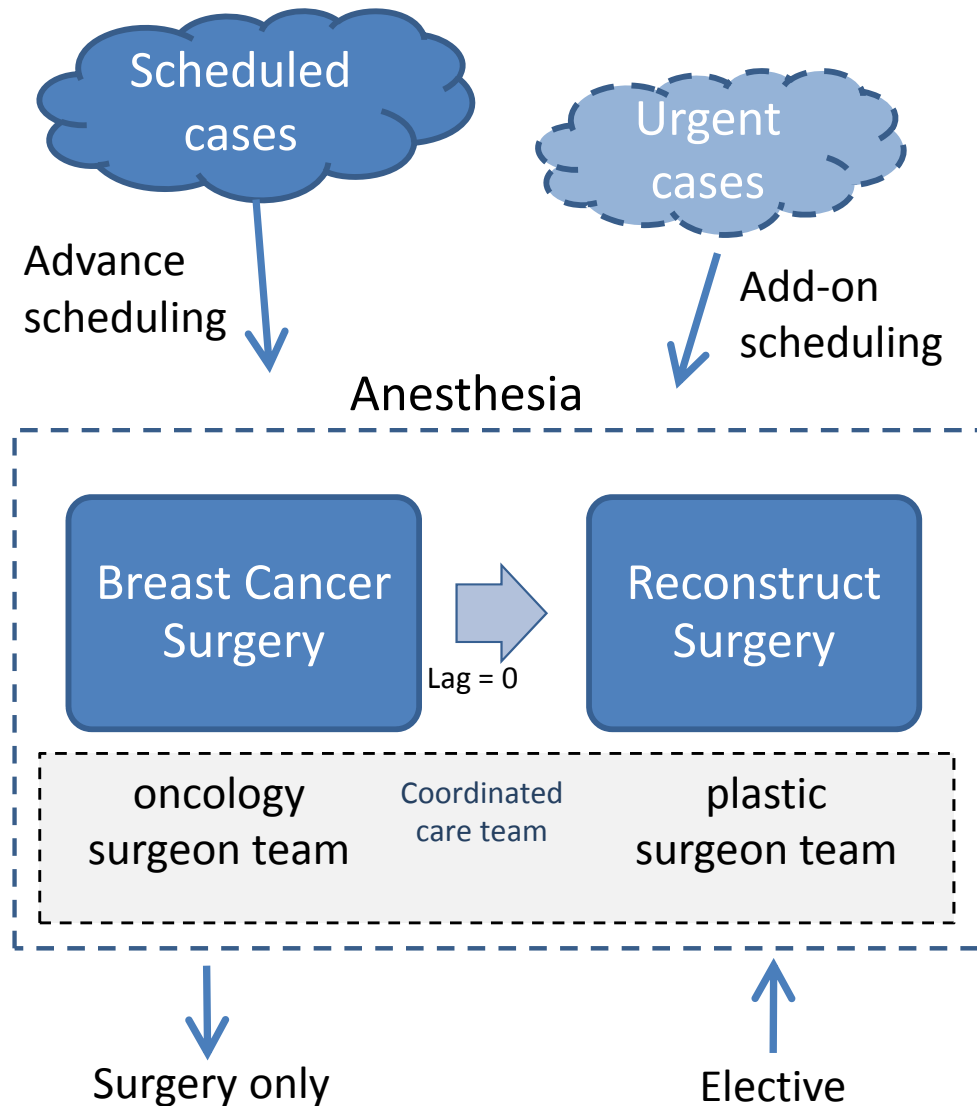 Scheduled
cases
Urgent
cases
Advance
scheduling
Add-on
scheduling
Anesthesia
Breast Cancer
Surgery
Lag = 0
Reconstruct
Surgery
oncology
surgeon team
Coordinated
care team
plastic
surgeon team
Surgery only
Elective